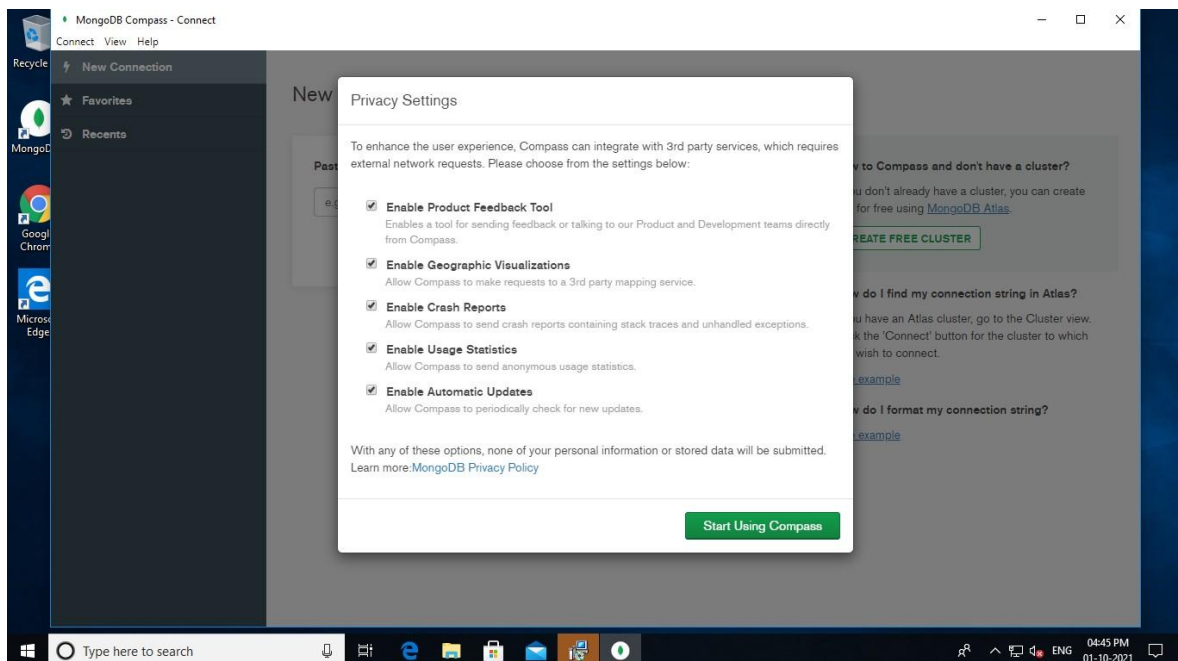 MongoDB Compass - Connect
Connect View Help
Recycle
New Connection
Favorites
Recents
MongoD
Googl
Chrom
Micros
Edge
New
Past
e.g
Privacy Settings
To enhance the user experience, Compass can integrate with 3rd party services, which requires
external network requests. Please choose from the settings below:
Enable Product Feedback Tool
Enables a tool for sending feedback or talking to our Product and Development teams directly
from Compass.
Enable Geographic Visualizations
Allow Compass to make requests to a 3rd party mapping service.
Enable Crash Reports
Allow Compass to send crash reports containing stack traces and unhandled exceptions.
Enable Usage Statistics
Allow Compass to send anonymous usage statistics.
Enable Automatic Updates
Allow Compass to periodically check for new updates.
With any of these options, none of your personal information or stored data will be submitted.
Learn more:MongoDB Privacy Policy
Start Using Compass
v to Compass and don't have a cluster?
u don't already have a cluster, you can create
for free using MongoDB Atlas.
REATE FREE CLUSTER
v do I find my connection string in Atlas?
u have an Atlas cluster, go to the Cluster view.
k the 'Connect' button for the cluster to which
wish to connect.
example
v do I format my connection string?
example
Type here to search
ENG
04:45 PM
01-10-2021